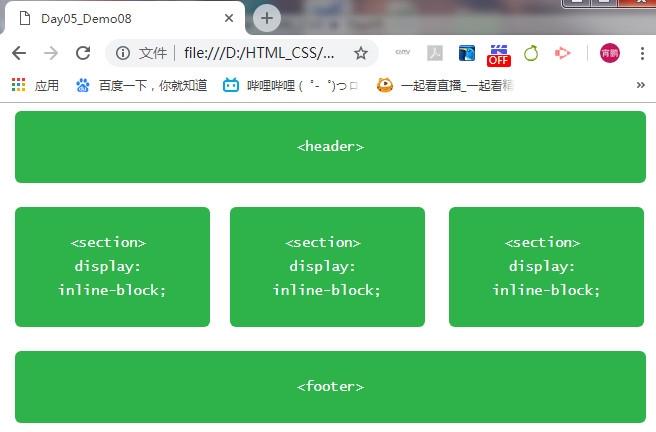 Day05_Demo08
文件 file:///D:/HTML_CSS/...
OFF
宵鹏
应用 百度一下，你就知道 哔哩哔哩 ( ゜- ゜)つロ 一起看直播_一起看精
<header>
<section>
display:
inline-block;
<section>
display:
inline-block;
<section>
display:
inline-block;
<footer>